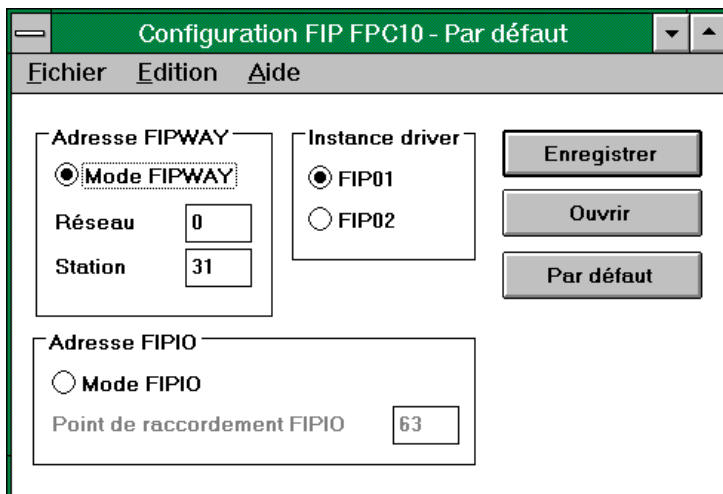 Configuration FIP FPC10 - Par défaut
Fichier Edition Aide
Adresse FIPWAY
Mode FIPWAY
Réseau 0
Station 31
Instance driver
FIP01
FIP02
Enregistrer
Ouvrir
Par défaut
Adresse FIPIO
Mode FIPIO
Point de raccordement FIPIO 63